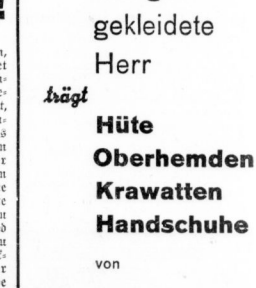 gekleidete
Herr
trägt
Hüte
Oberhemden
Krawatten
Handschuhe
von